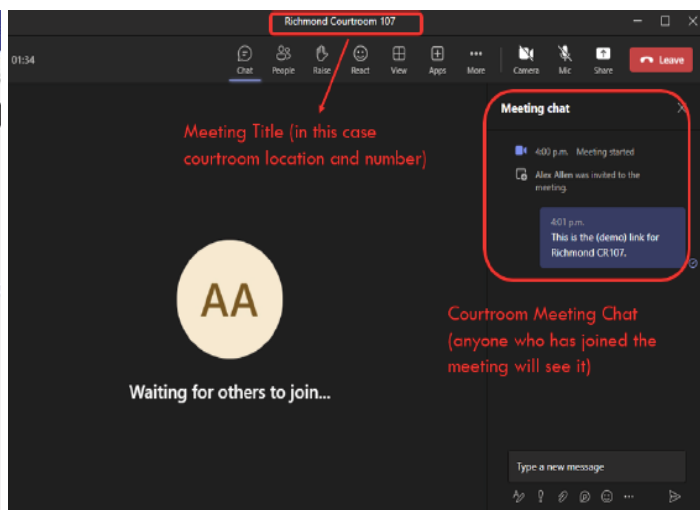 Richmond Courtroom 107
01:34
Chat People Raise React View Apps More Camera Mic Share Leave
Meeting Title (in this case
courtroom location and number)
Meeting chat
4:00 p.m. Meeting started
Alex Allen was invited to the
meeting.
4:01 p.m.
This is the (demo) link for
Richmond CR107.
AA
Waiting for others to join...
Courtroom Meeting Chat
(anyone who has joined the
meeting will see it)
Type a new message